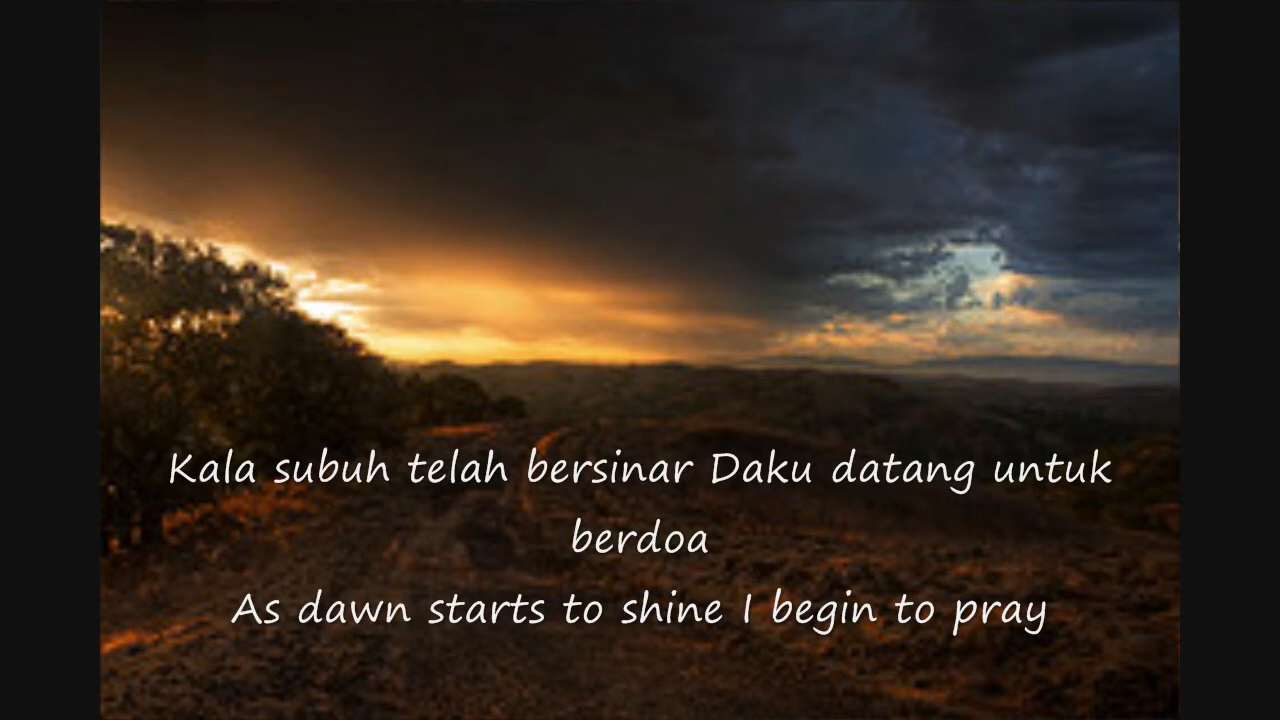 Kala subuh telah bersinar Daku datang untuk
berdoa
As dawn starts to shine I begin to pray